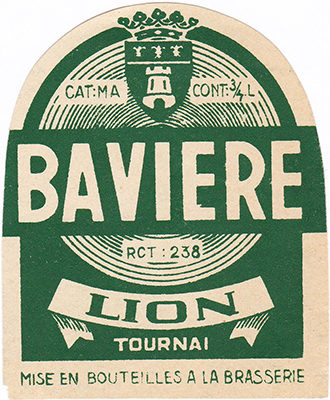 CAT: MA CONT: 3/4 L
BAVIERE
RCT : 238
LION
TOURNAI
MISE EN BOUTEILLES A LA BRASSERIE